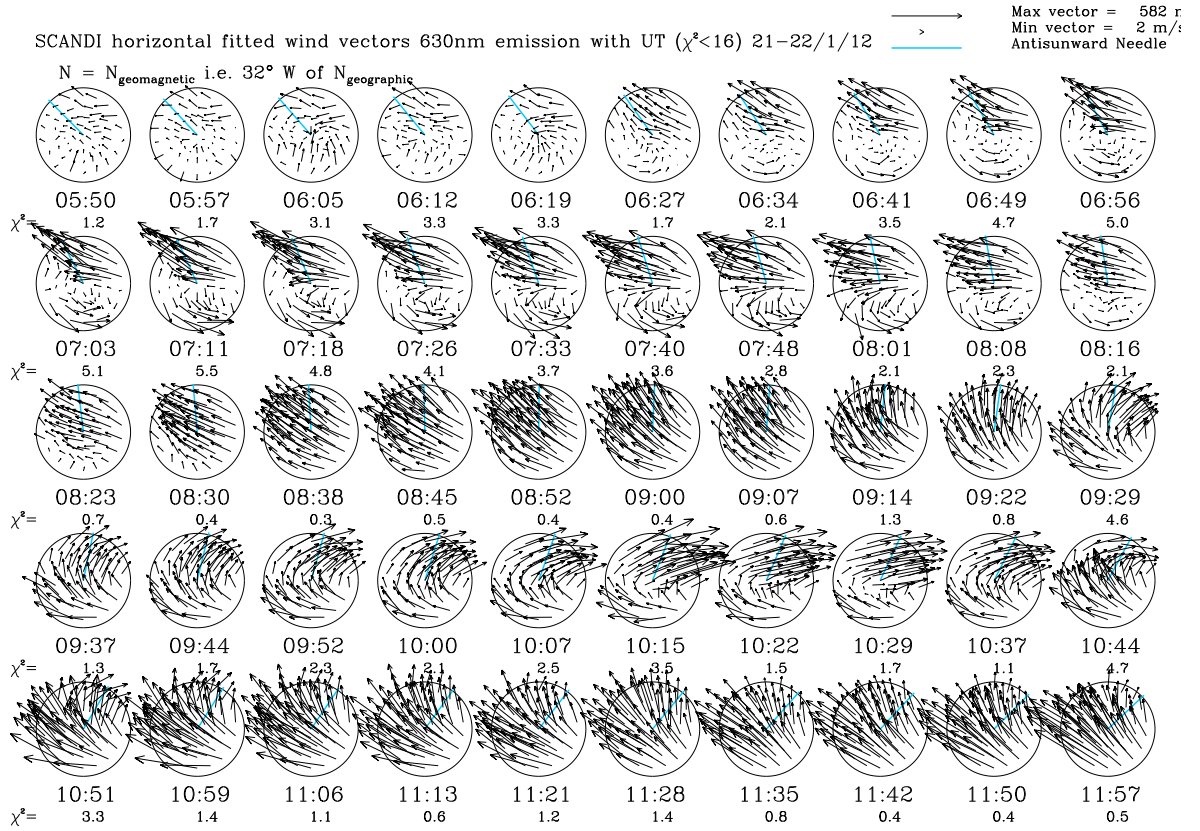 Max vector = 582 m
Min vector = 2 m/s
Antisunward Needle
SCANDI horizontal fitted wind vectors 630nm emission with UT (χ²<16) 21-22/1/12
N = Ngeomagnetic i.e. 32° W of Ngeographic
05:50 05:57 06:05 06:12 06:19 06:27 06:34 06:41 06:49 06:56
χ²= 1.2 1.7 3.1 3.3 3.3 1.7 2.1 3.5 4.7 5.0
07:03 07:11 07:18 07:26 07:33 07:40 07:48 08:01 08:08 08:16
χ²= 5.1 5.5 4.8 4.1 3.7 3.6 2.8 2.1 2.3 2.1
08:23 08:30 08:38 08:45 08:52 09:00 09:07 09:14 09:22 09:29
χ²= 0.7 0.4 0.3 0.5 0.4 0.4 0.6 1.3 0.8 4.6
09:37 09:44 09:52 10:00 10:07 10:15 10:22 10:29 10:37 10:44
χ²= 1.3 1.7 2.3 2.1 2.5 3.5 1.5 1.7 1.1 4.7
10:51 10:59 11:06 11:13 11:21 11:28 11:35 11:42 11:50 11:57
χ²= 3.3 1.4 1.1 0.6 1.2 1.4 0.8 0.4 0.4 0.5